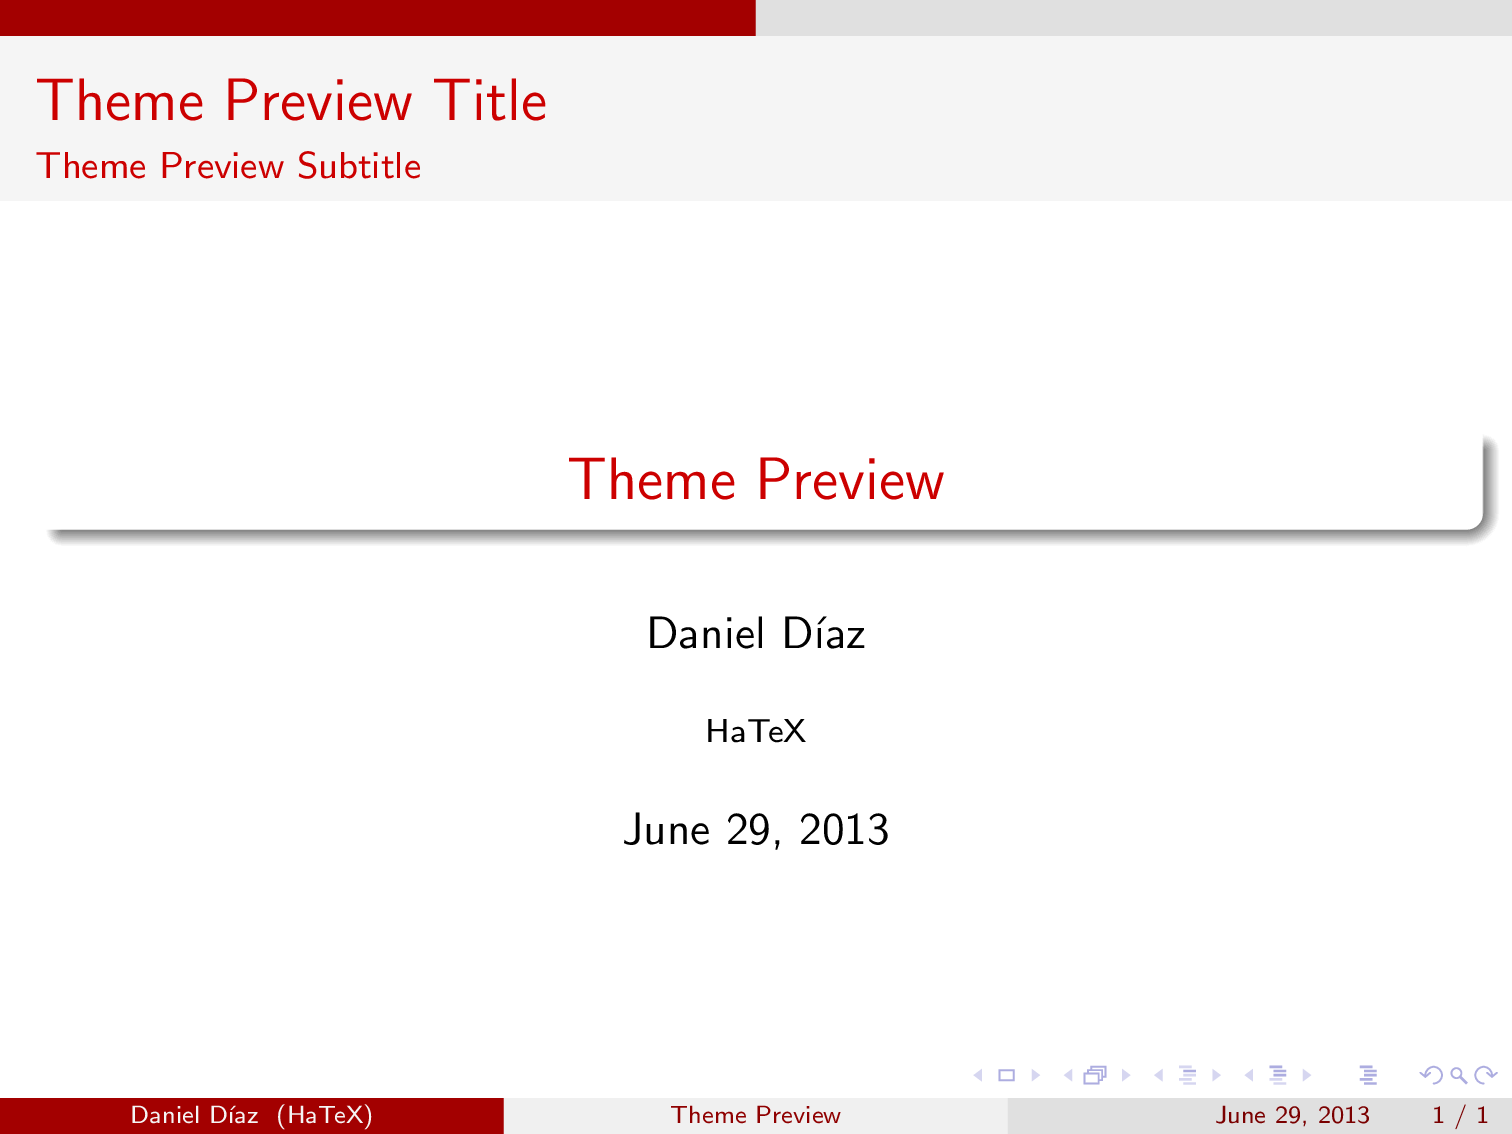 Theme Preview Title
Theme Preview Subtitle
Theme Preview
Daniel Díaz
HaTeX
June 29, 2013
Daniel Díaz (HaTeX) Theme Preview June 29, 2013 1 / 1